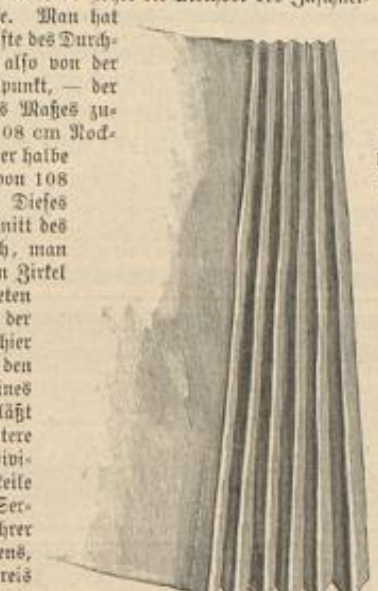 e. Man hat
fte des Durch-
also von der
punkt, — der
s Maßes zu-
08 cm Rock-
er halbe
von 108
Dieses
nitt des
h, man
n Zirkel
eten
der
hier
den
ines
läßt
tere
ivi-
teile
Ser-
hrer
ens,
reis